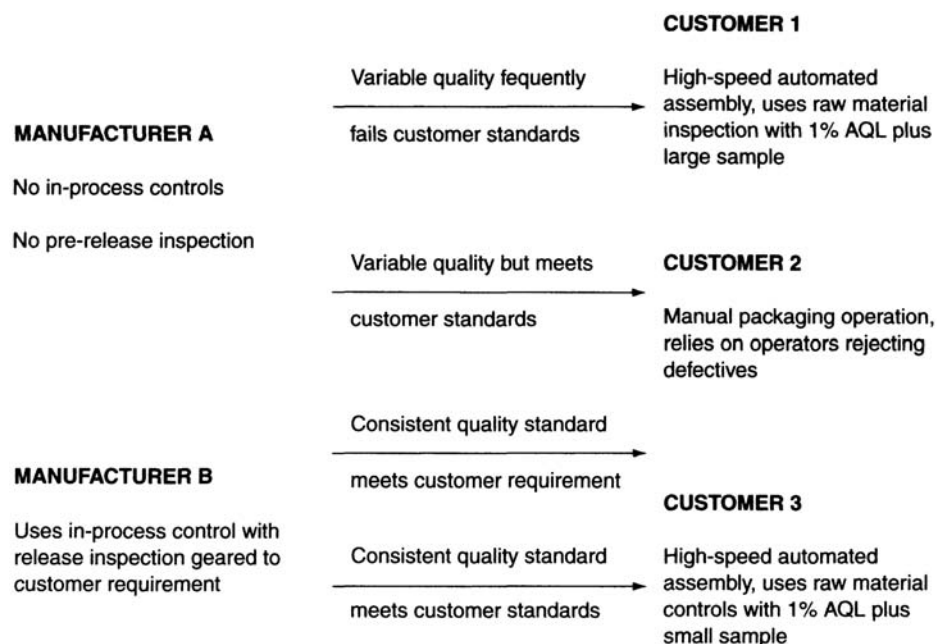 CUSTOMER 1
Variable quality fequently
High-speed automated
assembly, uses raw material
inspection with 1% AQL plus
large sample
MANUFACTURER A
fails customer standards
No in-process controls
No pre-release inspection
Variable quality but meets
CUSTOMER 2
customer standards
Manual packaging operation,
relies on operators rejecting
defectives
Consistent quality standard
MANUFACTURER B
meets customer requirement
CUSTOMER 3
Uses in-process control with
release inspection geared to
customer requirement
Consistent quality standard
High-speed automated
assembly, uses raw material
controls with 1% AQL plus
small sample
meets customer standards